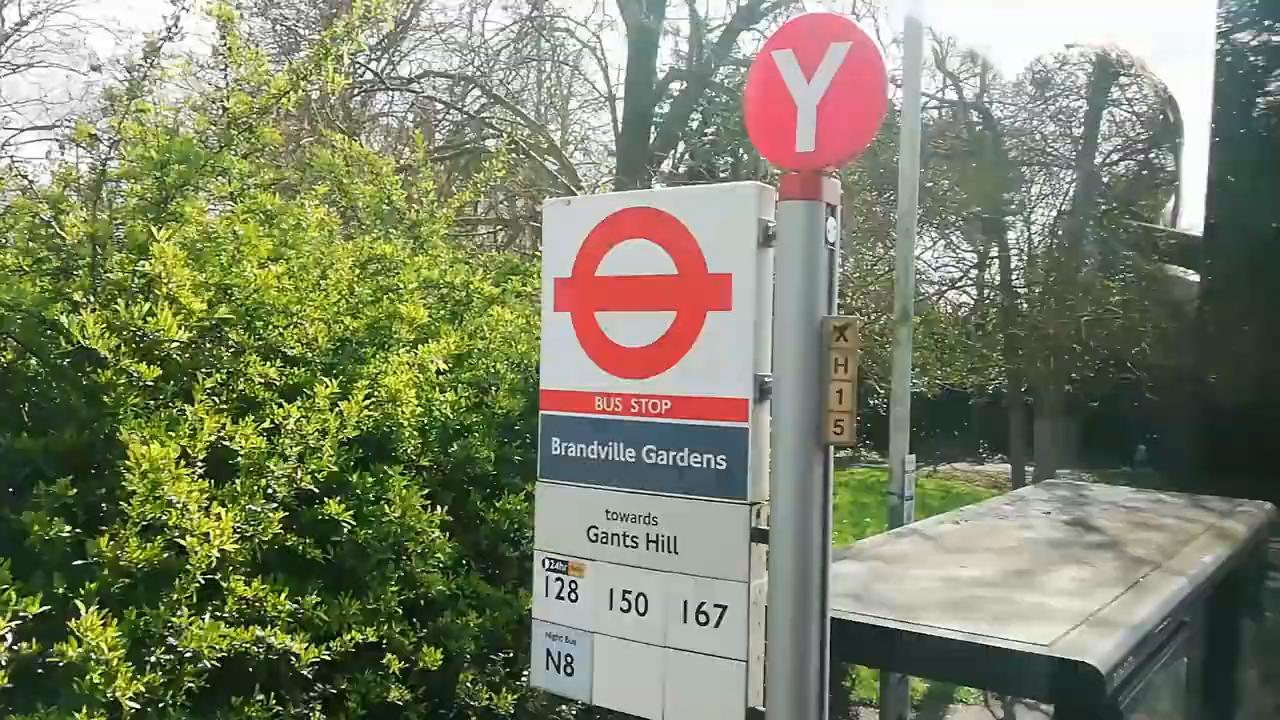 Y
BUS STOP
Brandville Gardens
towards
Gants Hill
24hr
128 150 167
Night Bus
N8
X
H
1
5